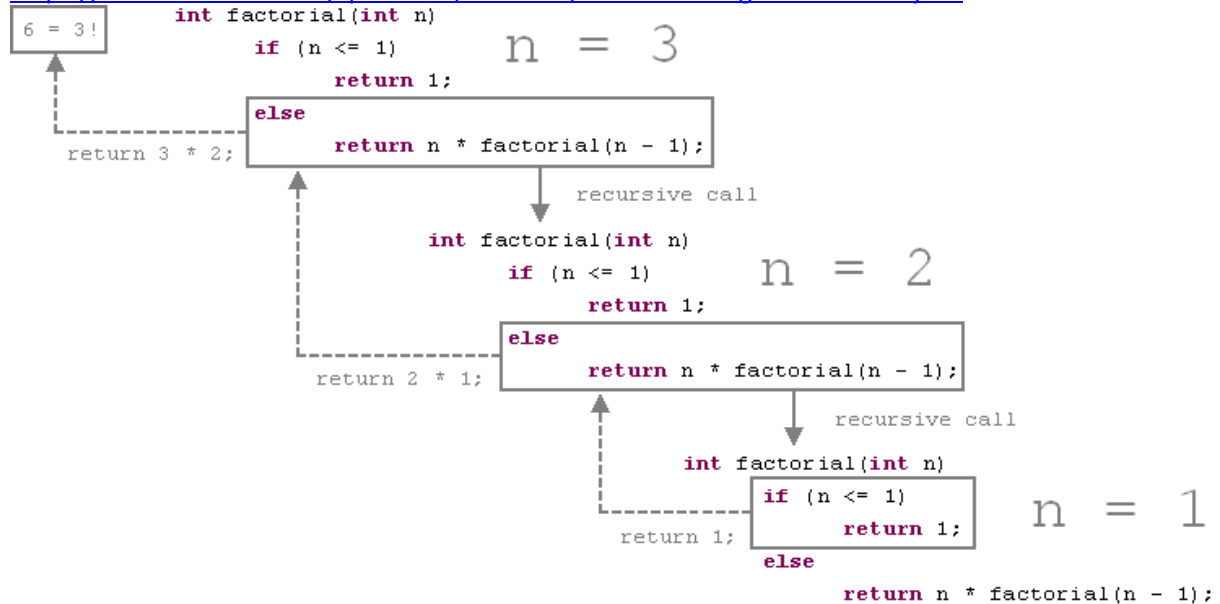 6 = 3!
int factorial(int n)
if (n <= 1)
return 1;
n = 3
else
return n * factorial(n - 1);
return 3 * 2;
recursive call
int factorial(int n)
if (n <= 1)
return 1;
n = 2
else
return n * factorial(n - 1);
return 2 * 1;
recursive call
int factorial(int n)
if (n <= 1)
return 1;
n = 1
return 1;
else
return n * factorial(n - 1);